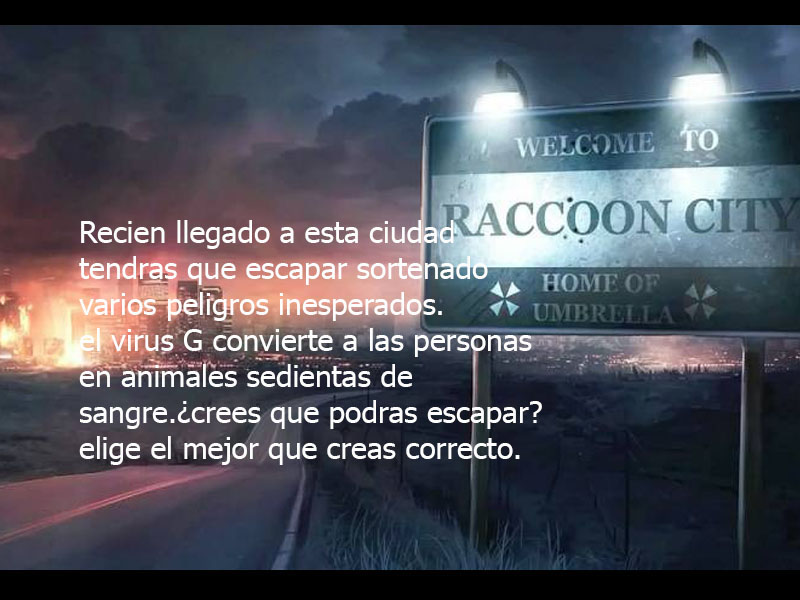 WELCOME TO
RACCOON CITY
HOME OF
UMBRELLA
Recien llegado a esta ciudad
tendras que escapar sortenado
varios peligros inesperados.
el virus G convierte a las personas
en animales sedientas de
sangre.¿crees que podras escapar?
elige el mejor que creas correcto.